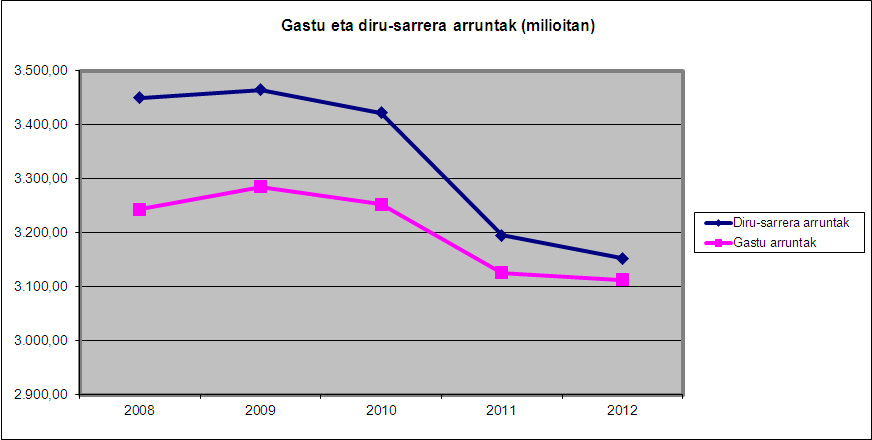 Gastu eta diru-sarrera arruntak (milioitan)
3.500,00
3.400,00
3.300,00
3.200,00
3.100,00
3.000,00
2.900,00
2008 2009 2010 2011 2012
Diru-sarrera arruntak
Gastu arruntak